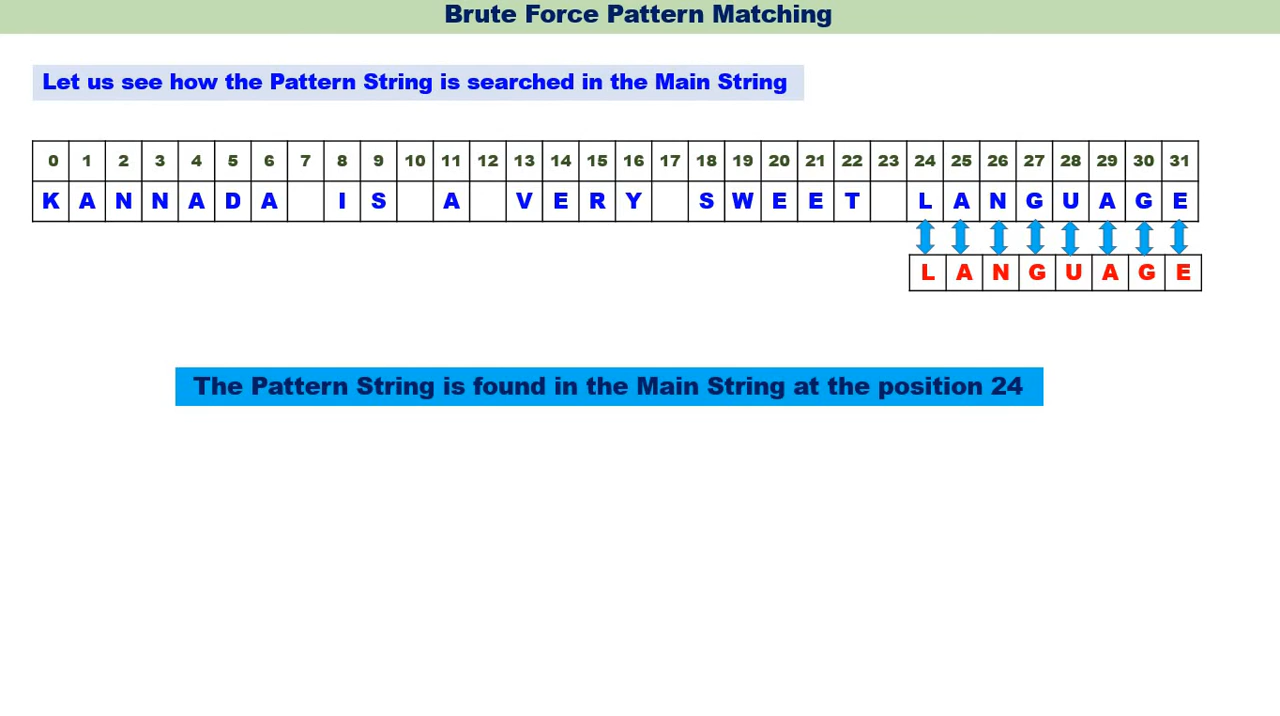 Brute Force Pattern Matching
Let us see how the Pattern String is searched in the Main String
0 1 2 3 4 5 6 7 8 9 10 11 12 13 14 15 16 17 18 19 20 21 22 23 24 25 26 27 28 29 30 31
K A N N A D A I S A V E R Y S W E E T L A N G U A G E
L A N G U A G E
The Pattern String is found in the Main String at the position 24